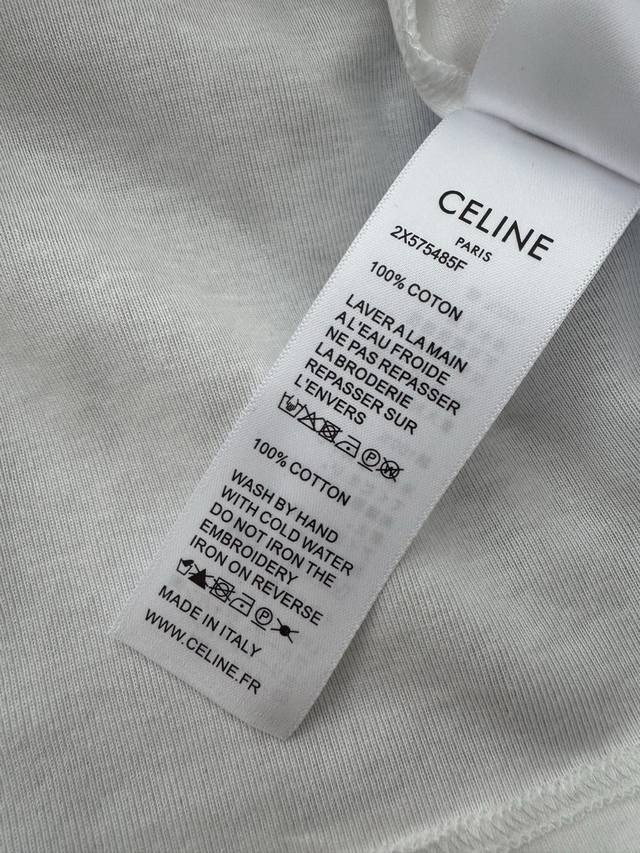 CELINE
PARIS
2X575485F
100% COTON
LAVER A LA MAIN
A L'EAU FROIDE
NE PAS REPASSER
LA BRODERIE
REPASSER SUR
L'ENVERS
100% COTTON
WASH BY HAND
WITH COLD WATER
DO NOT IRON THE
EMBROIDERY
IRON ON REVERSE
MADE IN ITALY
WWW.CELINE.FR